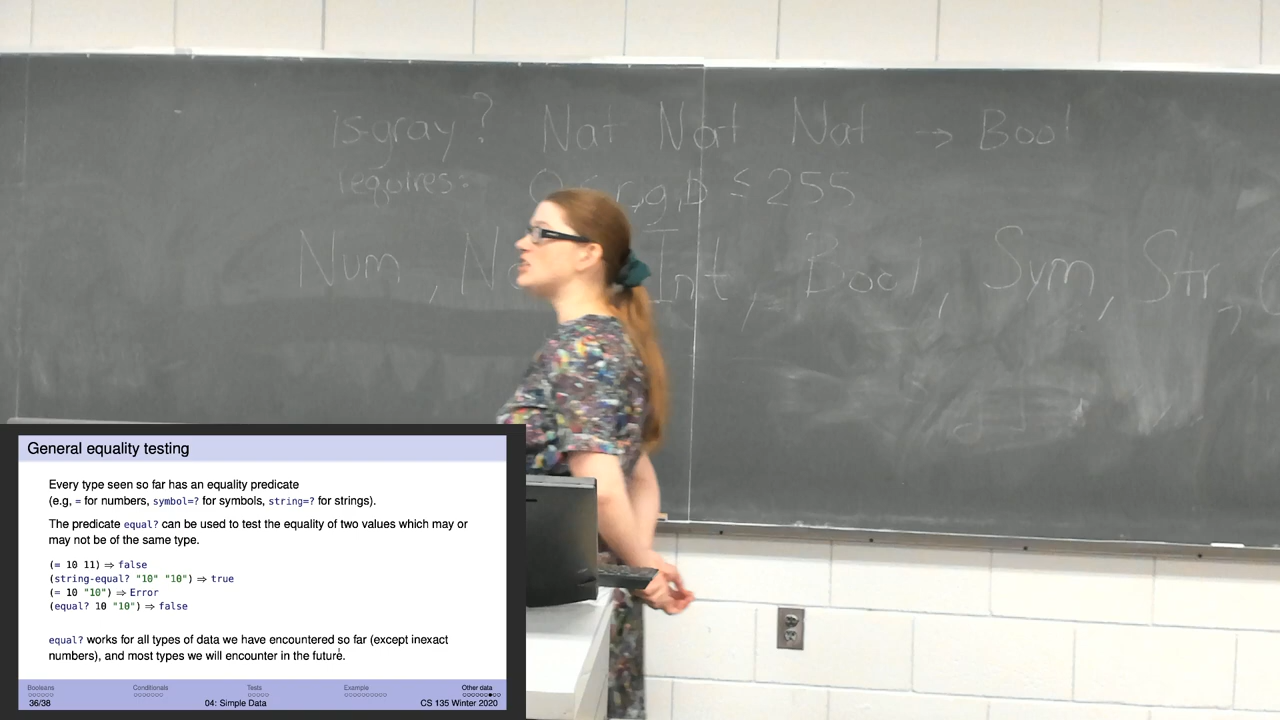 is-gray? Nat Nat Nat → Bool
requires: 0 ≤ r,g,b ≤ 255
Num, Int, Bool, Sym, Str,
General equality testing
Every type seen so far has an equality predicate
(e.g, = for numbers, symbol=? for symbols, string=? for strings).
The predicate equal? can be used to test the equality of two values which may or
may not be of the same type.
(= 10 11) ⇒ false
(string-equal? "10" "10") ⇒ true
(= 10 "10") ⇒ Error
(equal? 10 "10") ⇒ false
equal? works for all types of data we have encountered so far (except inexact
numbers), and most types we will encounter in the future.
Booleans Conditionals Tests Example Other data
36/38 04: Simple Data CS 135 Winter 2020